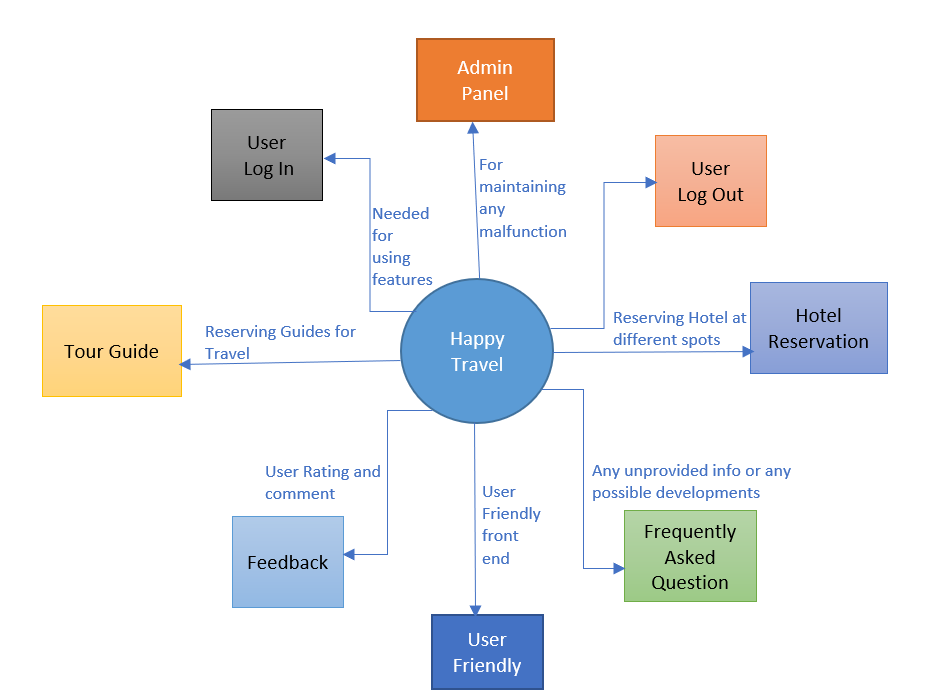 Admin
Panel
User
Log In
For
maintaining
any
malfunction
User
Log Out
Needed
for
using
features
Tour Guide
Reserving Guides for
Travel
Happy
Travel
Reserving Hotel at
different spots
Hotel
Reservation
User Rating and
comment
Feedback
User
Friendly
front
end
Any unprovided info or any
possible developments
Frequently
Asked
Question
User
Friendly